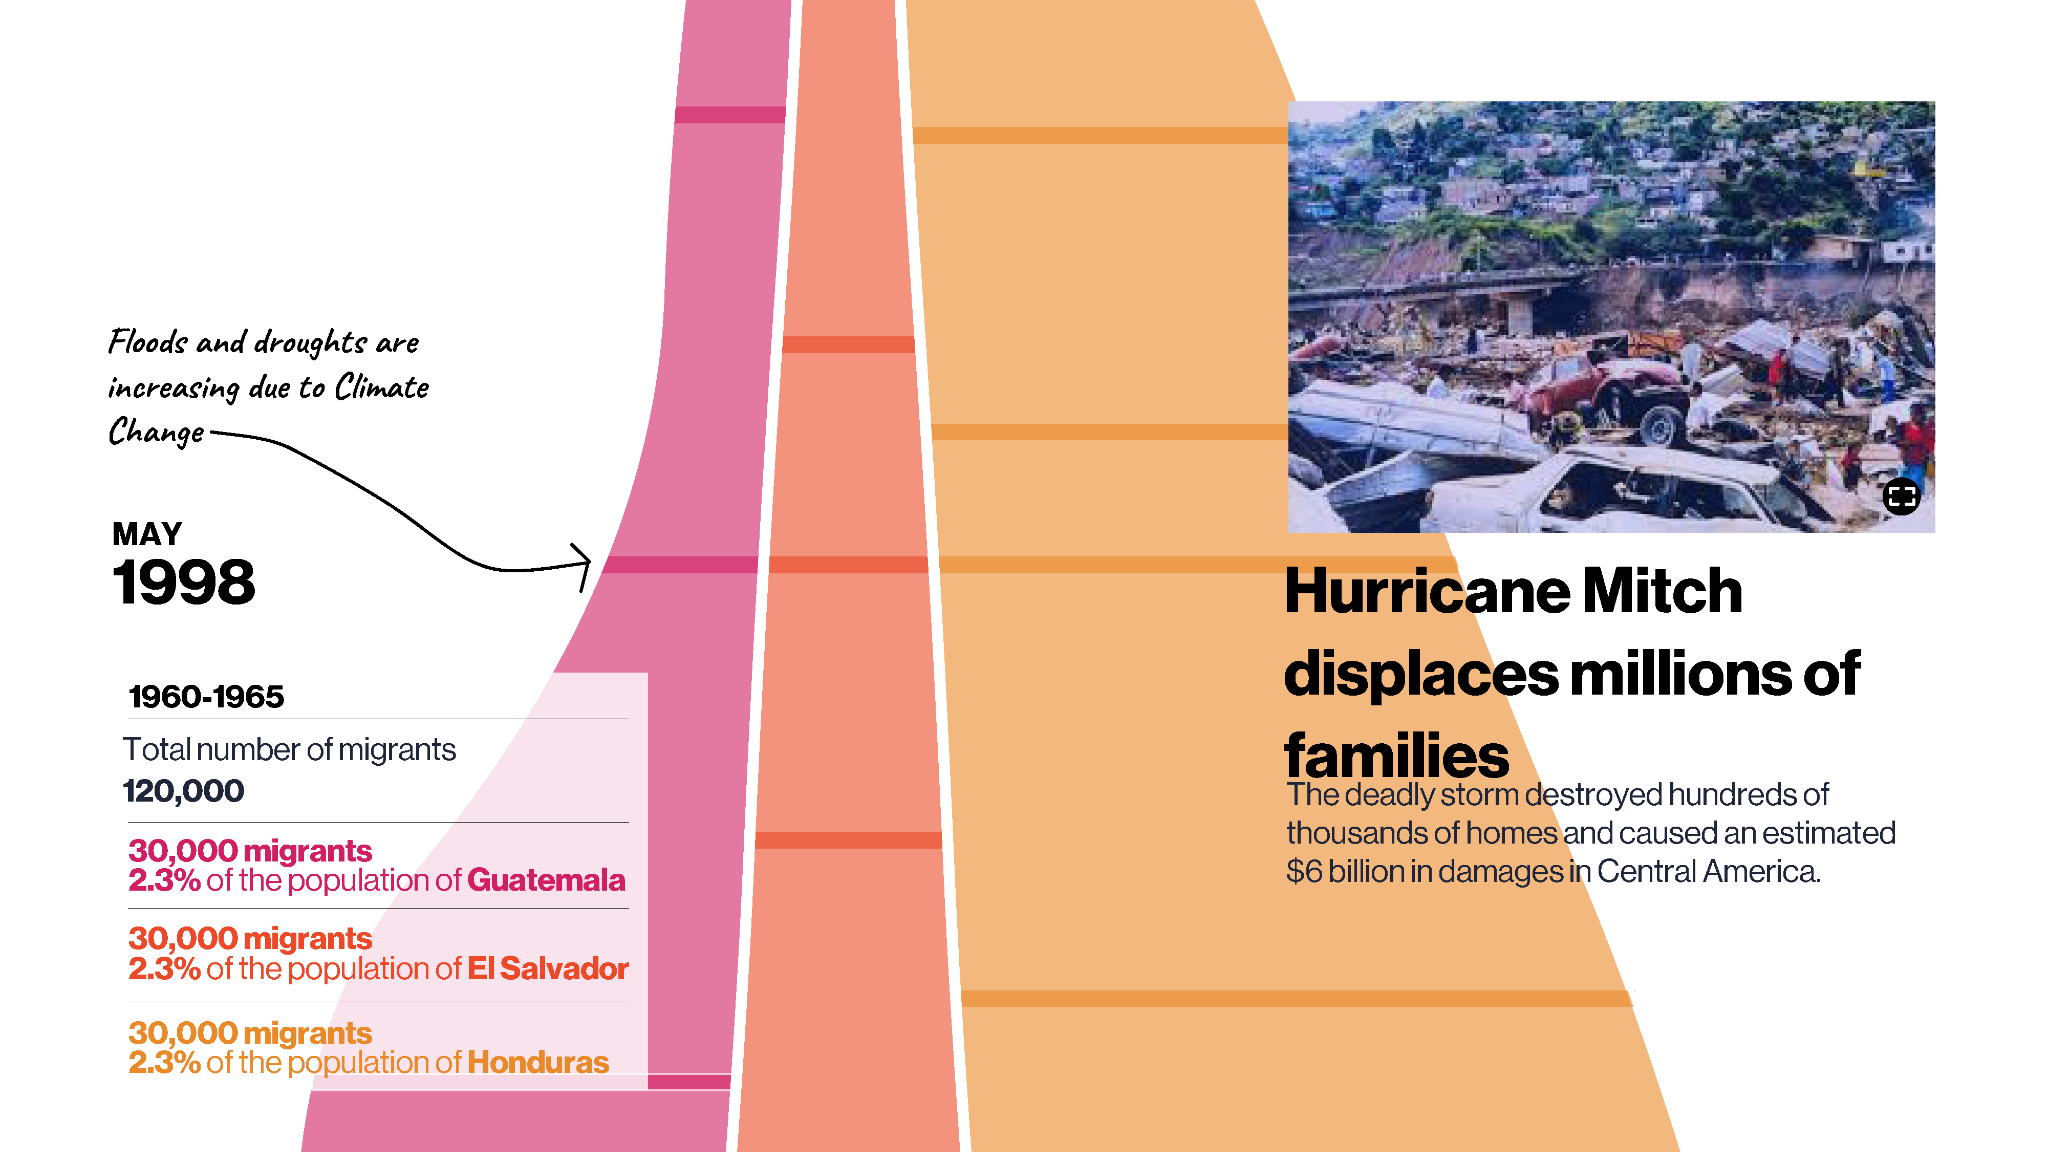 Floods and droughts are
increasing due to Climate
Change
MAY
1998
1960-1965
Total number of migrants
120,000
30,000 migrants
2.3% of the population of Guatemala
30,000 migrants
2.3% of the population of El Salvador
30,000 migrants
2.3% of the population of Honduras
Hurricane Mitch
displaces millions of
families
The deadly storm destroyed hundreds of
thousands of homes and caused an estimated
$6 billion in damages in Central America.